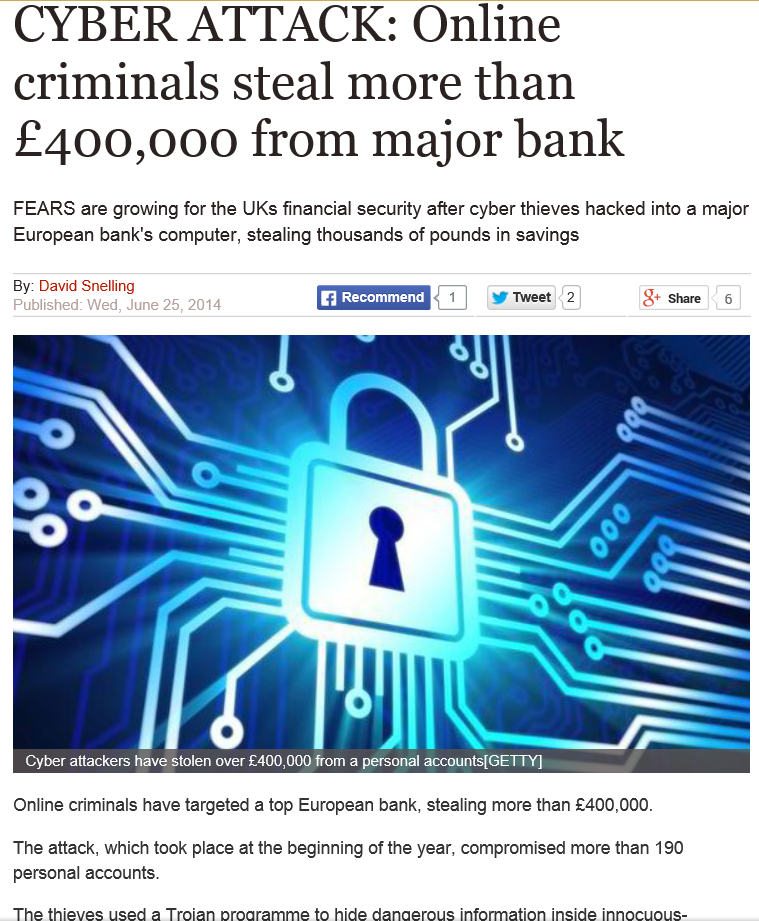 CYBER ATTACK: Online
criminals steal more than
£400,000 from major bank
FEARS are growing for the UKs financial security after cyber thieves hacked into a major
European bank's computer, stealing thousands of pounds in savings
By: David Snelling
Published: Wed, June 25, 2014
Recommend 1 Tweet 2 g+ Share 6
Cyber attackers have stolen over £400,000 from a personal accounts[GETTY]
Online criminals have targeted a top European bank, stealing more than £400,000.
The attack, which took place at the beginning of the year, compromised more than 190
personal accounts.
The thieves used a Trojan programme to hide dangerous information inside innocuous-